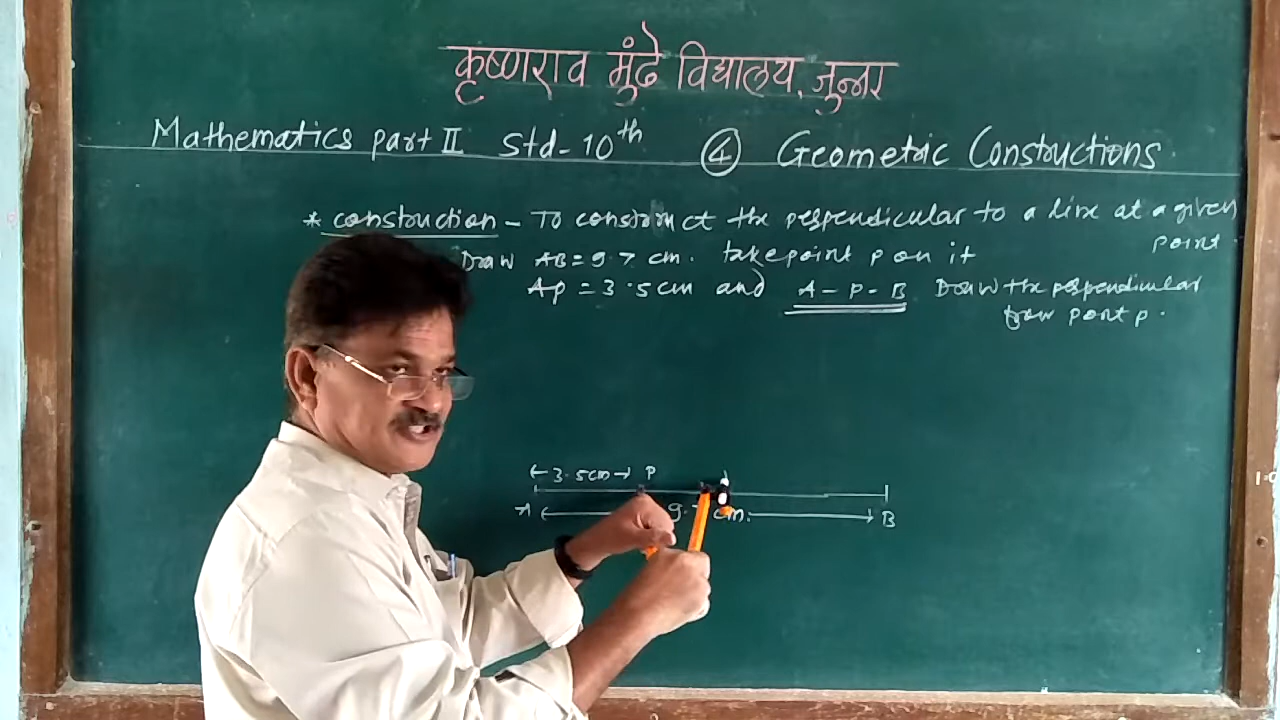 कृष्णराव मुंढे विद्यालय, जुन्नर
Mathematics part II Std- 10th ④ Geometric Constructions.
* construction - To construct the perpendicular to a line at a given point.
Draw AB = 9.7 cm. take point P on it
AP = 3.5 cm and A - P - B Draw the perpendicular
from point P.
3.5cm P
A 9.7 cm. B